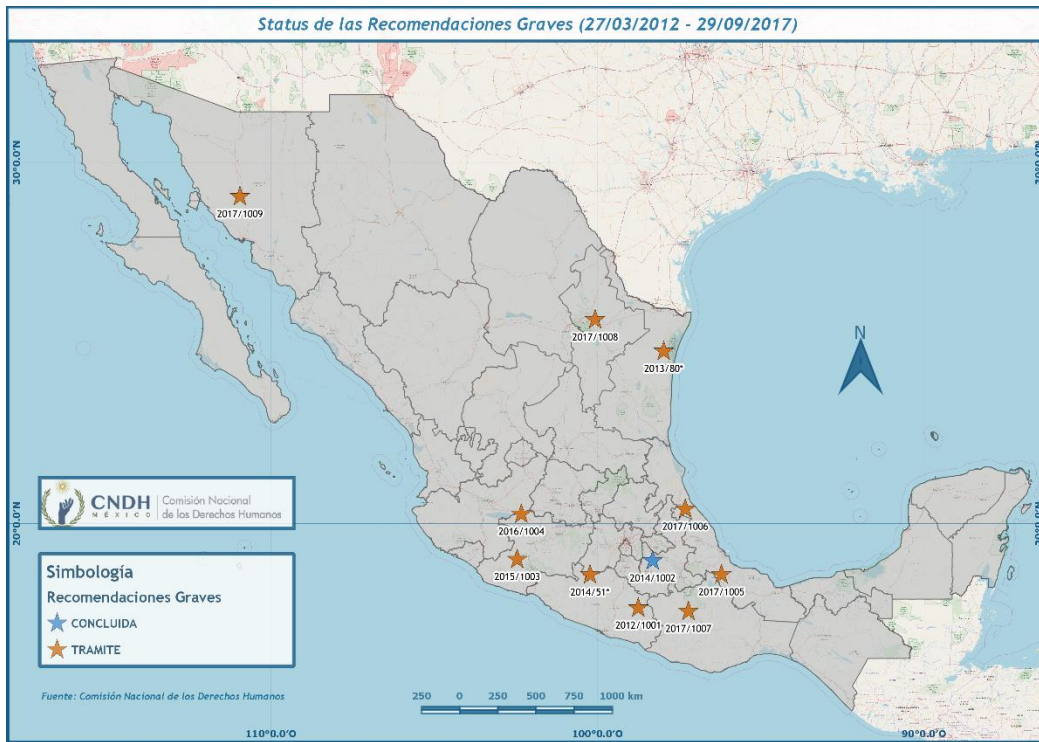 Status de las Recomendaciones Graves (27/03/2012 - 29/09/2017)
30°0.0'N
2017/1009
2017/1008
2013/80*
N
CNDH
MÉXICO
Comisión Nacional
de los Derechos Humanos
20°0.0'N
2016/1004
2017/1006
2015/1003
2014/51*
2014/1002
2017/1005
2012/1001
2017/1007
Simbología
Recomendaciones Graves
CONCLUIDA
TRAMITE
Fuente: Comisión Nacional de los Derechos Humanos
250 0 250 500 750 1000 km
110°0.0'O
100°0.0'O
90°0.0'O